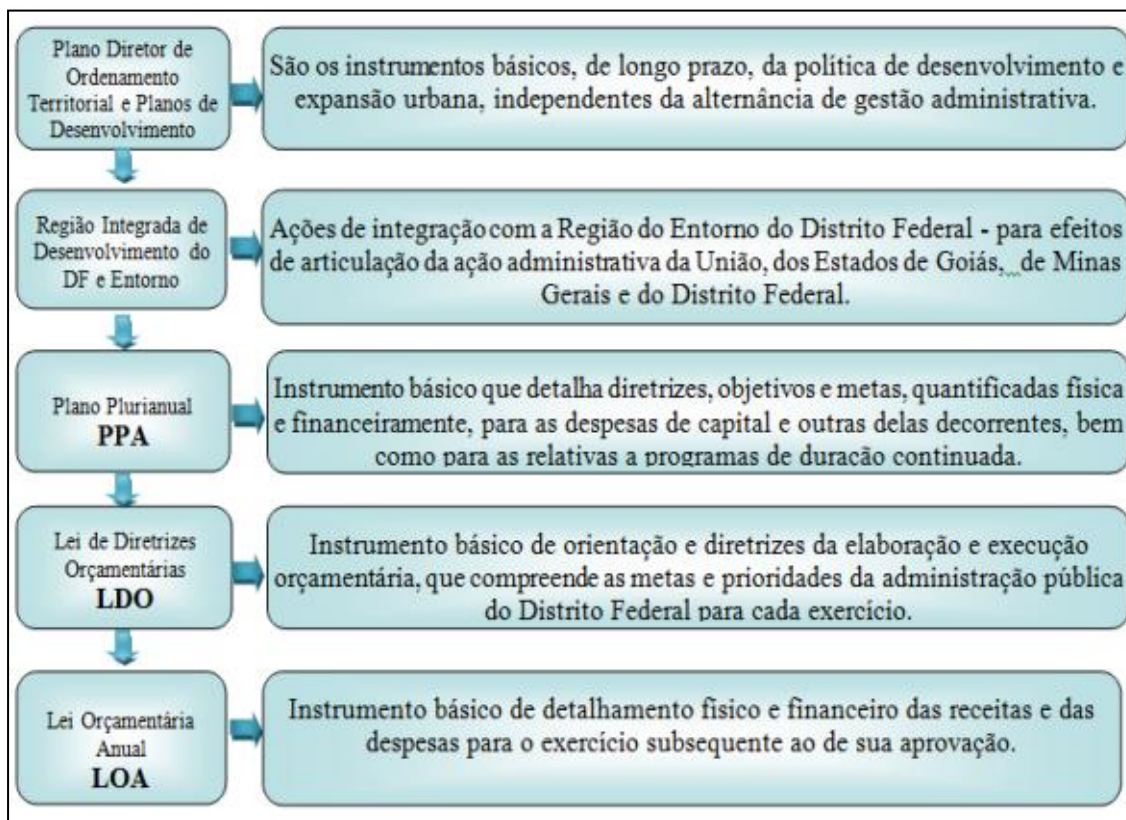 Plano Diretor de
Ordenamento
Territorial e Planos de
Desenvolvimento
São os instrumentos básicos, de longo prazo, da política de desenvolvimento e
expansão urbana, independentes da alternância de gestão administrativa.
Região Integrada de
Desenvolvimento do
DF e Entorno
Ações de integração com a Região do Entorno do Distrito Federal - para efeitos
de articulação da ação administrativa da União, dos Estados de Goiás, de Minas
Gerais e do Distrito Federal.
Plano Plurianual
PPA
Instrumento básico que detalha diretrizes, objetivos e metas, quantificadas física
e financeiramente, para as despesas de capital e outras delas decorrentes, bem
como para as relativas a programas de duração continuada.
Lei de Diretrizes
Orçamentárias
LDO
Instrumento básico de orientação e diretrizes da elaboração e execução
orçamentária, que compreende as metas e prioridades da administração pública
do Distrito Federal para cada exercício.
Lei Orçamentária
Anual
LOA
Instrumento básico de detalhamento físico e financeiro das receitas e das
despesas para o exercício subsequente ao de sua aprovação.